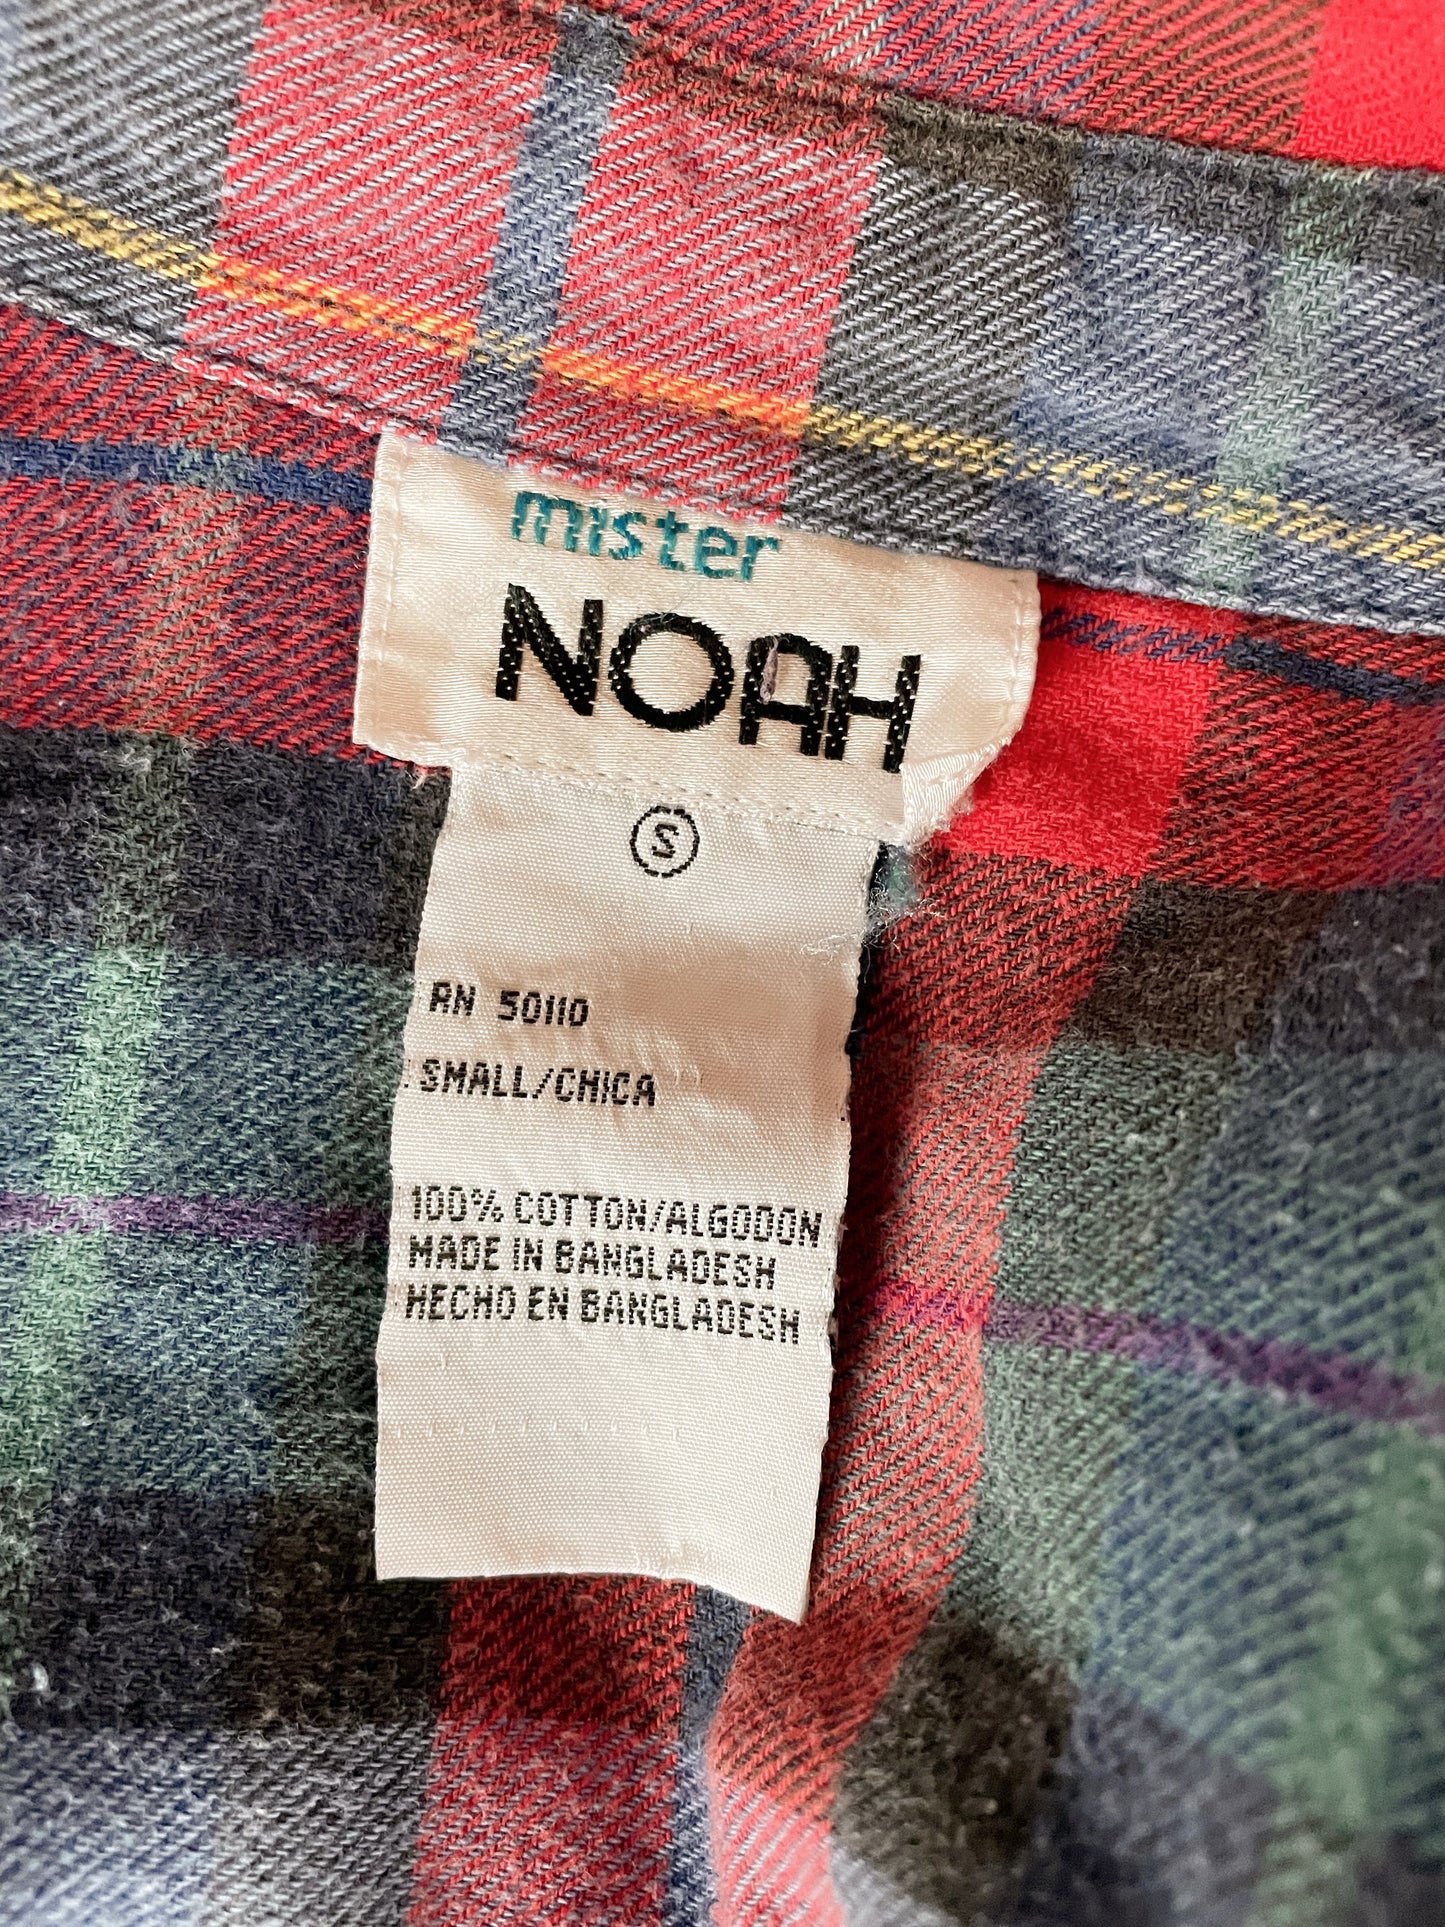 mister
NOAH
S
RN 50110
SMALL/CHICA
100% COTTON/ALGODON
MADE IN BANGLADESH
HECHO EN BANGLADESH